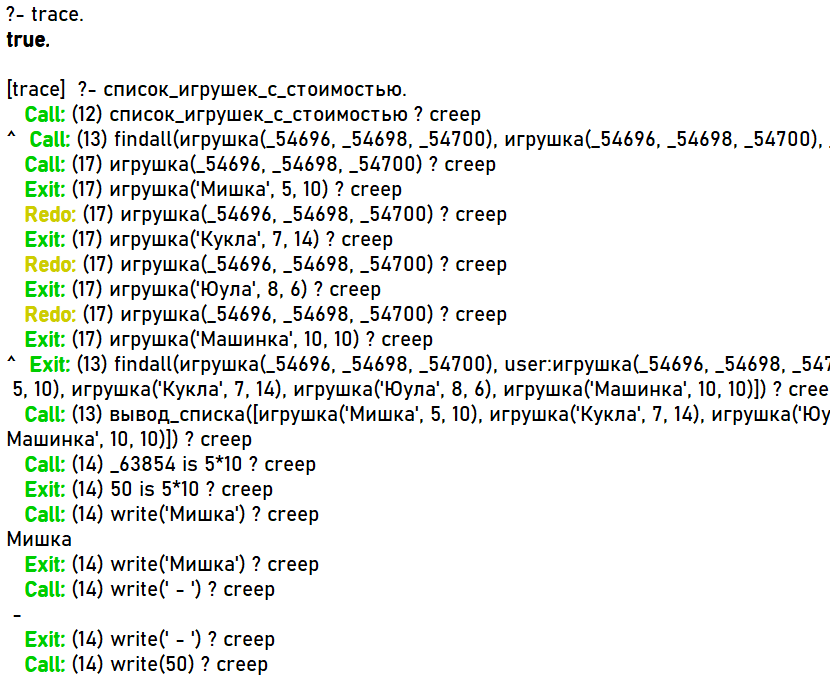 ?- trace.
true.
[trace]  ?- список_игрушек_с_стоимостью.
Call: (12) список_игрушек_с_стоимостью ? creep
^  Call: (13) findall(игрушка(_54696, _54698, _54700), игрушка(_54696, _54698, _54700),
Call: (17) игрушка(_54696, _54698, _54700) ? creep
Exit: (17) игрушка('Мишка', 5, 10) ? creep
Redo: (17) игрушка(_54696, _54698, _54700) ? creep
Exit: (17) игрушка('Кукла', 7, 14) ? creep
Redo: (17) игрушка(_54696, _54698, _54700) ? creep
Exit: (17) игрушка('Юула', 8, 6) ? creep
Redo: (17) игрушка(_54696, _54698, _54700) ? creep
Exit: (17) игрушка('Машинка', 10, 10) ? creep
^  Exit: (13) findall(игрушка(_54696, _54698, _54700), user:игрушка(_54696, _54698, _547
5, 10), игрушка('Кукла', 7, 14), игрушка('Юула', 8, 6), игрушка('Машинка', 10, 10)]) ? cree
Call: (13) вывод_списка([игрушка('Мишка', 5, 10), игрушка('Кукла', 7, 14), игрушка('Юу
Машинка', 10, 10)]) ? creep
Call: (14) _63854 is 5*10 ? creep
Exit: (14) 50 is 5*10 ? creep
Call: (14) write('Мишка') ? creep
Мишка
Exit: (14) write('Мишка') ? creep
Call: (14) write(' - ') ? creep
-
Exit: (14) write(' - ') ? creep
Call: (14) write(50) ? creep